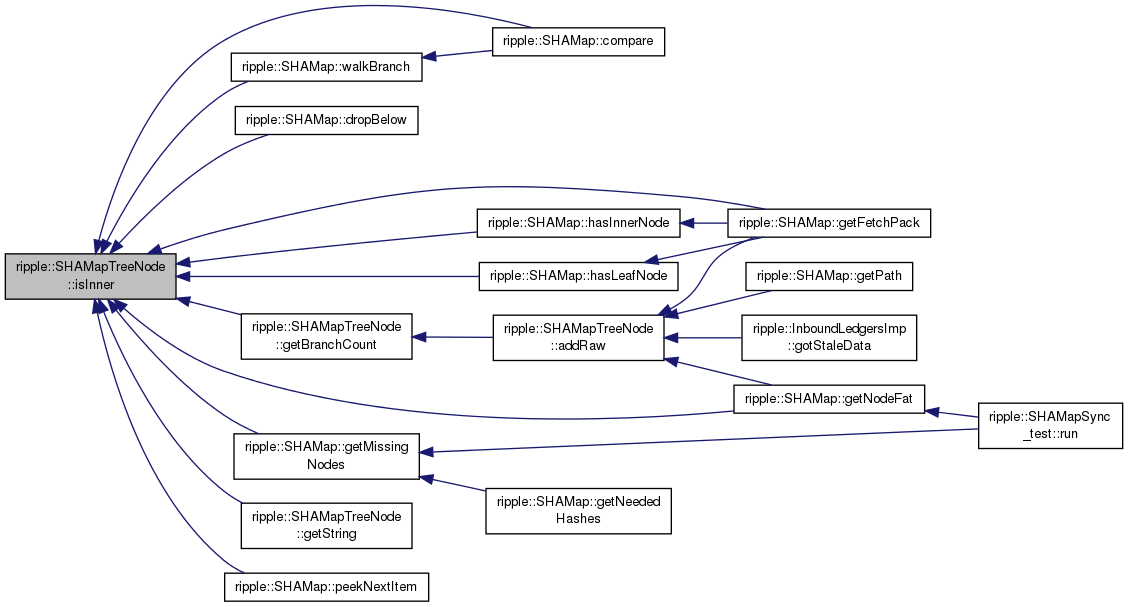 ripple::SHAMap::compare
ripple::SHAMap::walkBranch
ripple::SHAMap::dropBelow
ripple::SHAMap::hasInnerNode
ripple::SHAMap::getFetchPack
ripple::SHAMapTreeNode
::isInner
ripple::SHAMap::hasLeafNode
ripple::SHAMap::getPath
ripple::SHAMapTreeNode
::getBranchCount
ripple::SHAMapTreeNode
::addRaw
ripple::InboundLedgersImp
::gotStaleData
ripple::SHAMap::getNodeFat
ripple::SHAMapSync
_test::run
ripple::SHAMap::getMissing
Nodes
ripple::SHAMap::getNeeded
Hashes
ripple::SHAMapTreeNode
::getString
ripple::SHAMap::peekNextItem